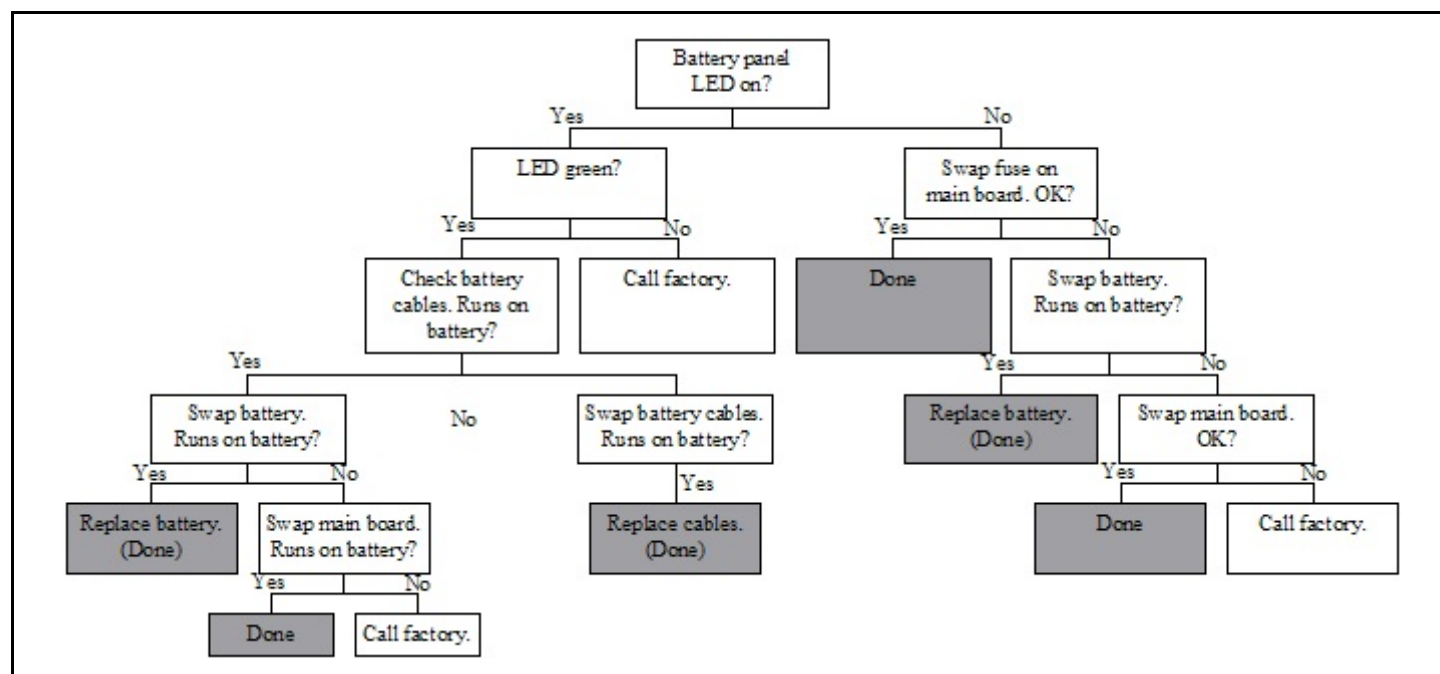 Battery panel
LED on?
Yes
No
LED green?
Swap fuse on
main board. OK?
Yes
No
Yes
No
Check battery
cables. Runs on
battery?
Call factory.
Done
Swap battery.
Runs on battery?
Yes
No
Yes
No
Swap battery.
Runs on battery?
Swap battery cables.
Runs on battery?
Replace battery.
(Done)
Swap main board.
OK?
Yes
No
Yes
Yes
No
Replace battery.
(Done)
Swap main board.
Runs on battery?
Replace cables.
(Done)
Done
Call factory.
Yes
No
Done
Call factory.